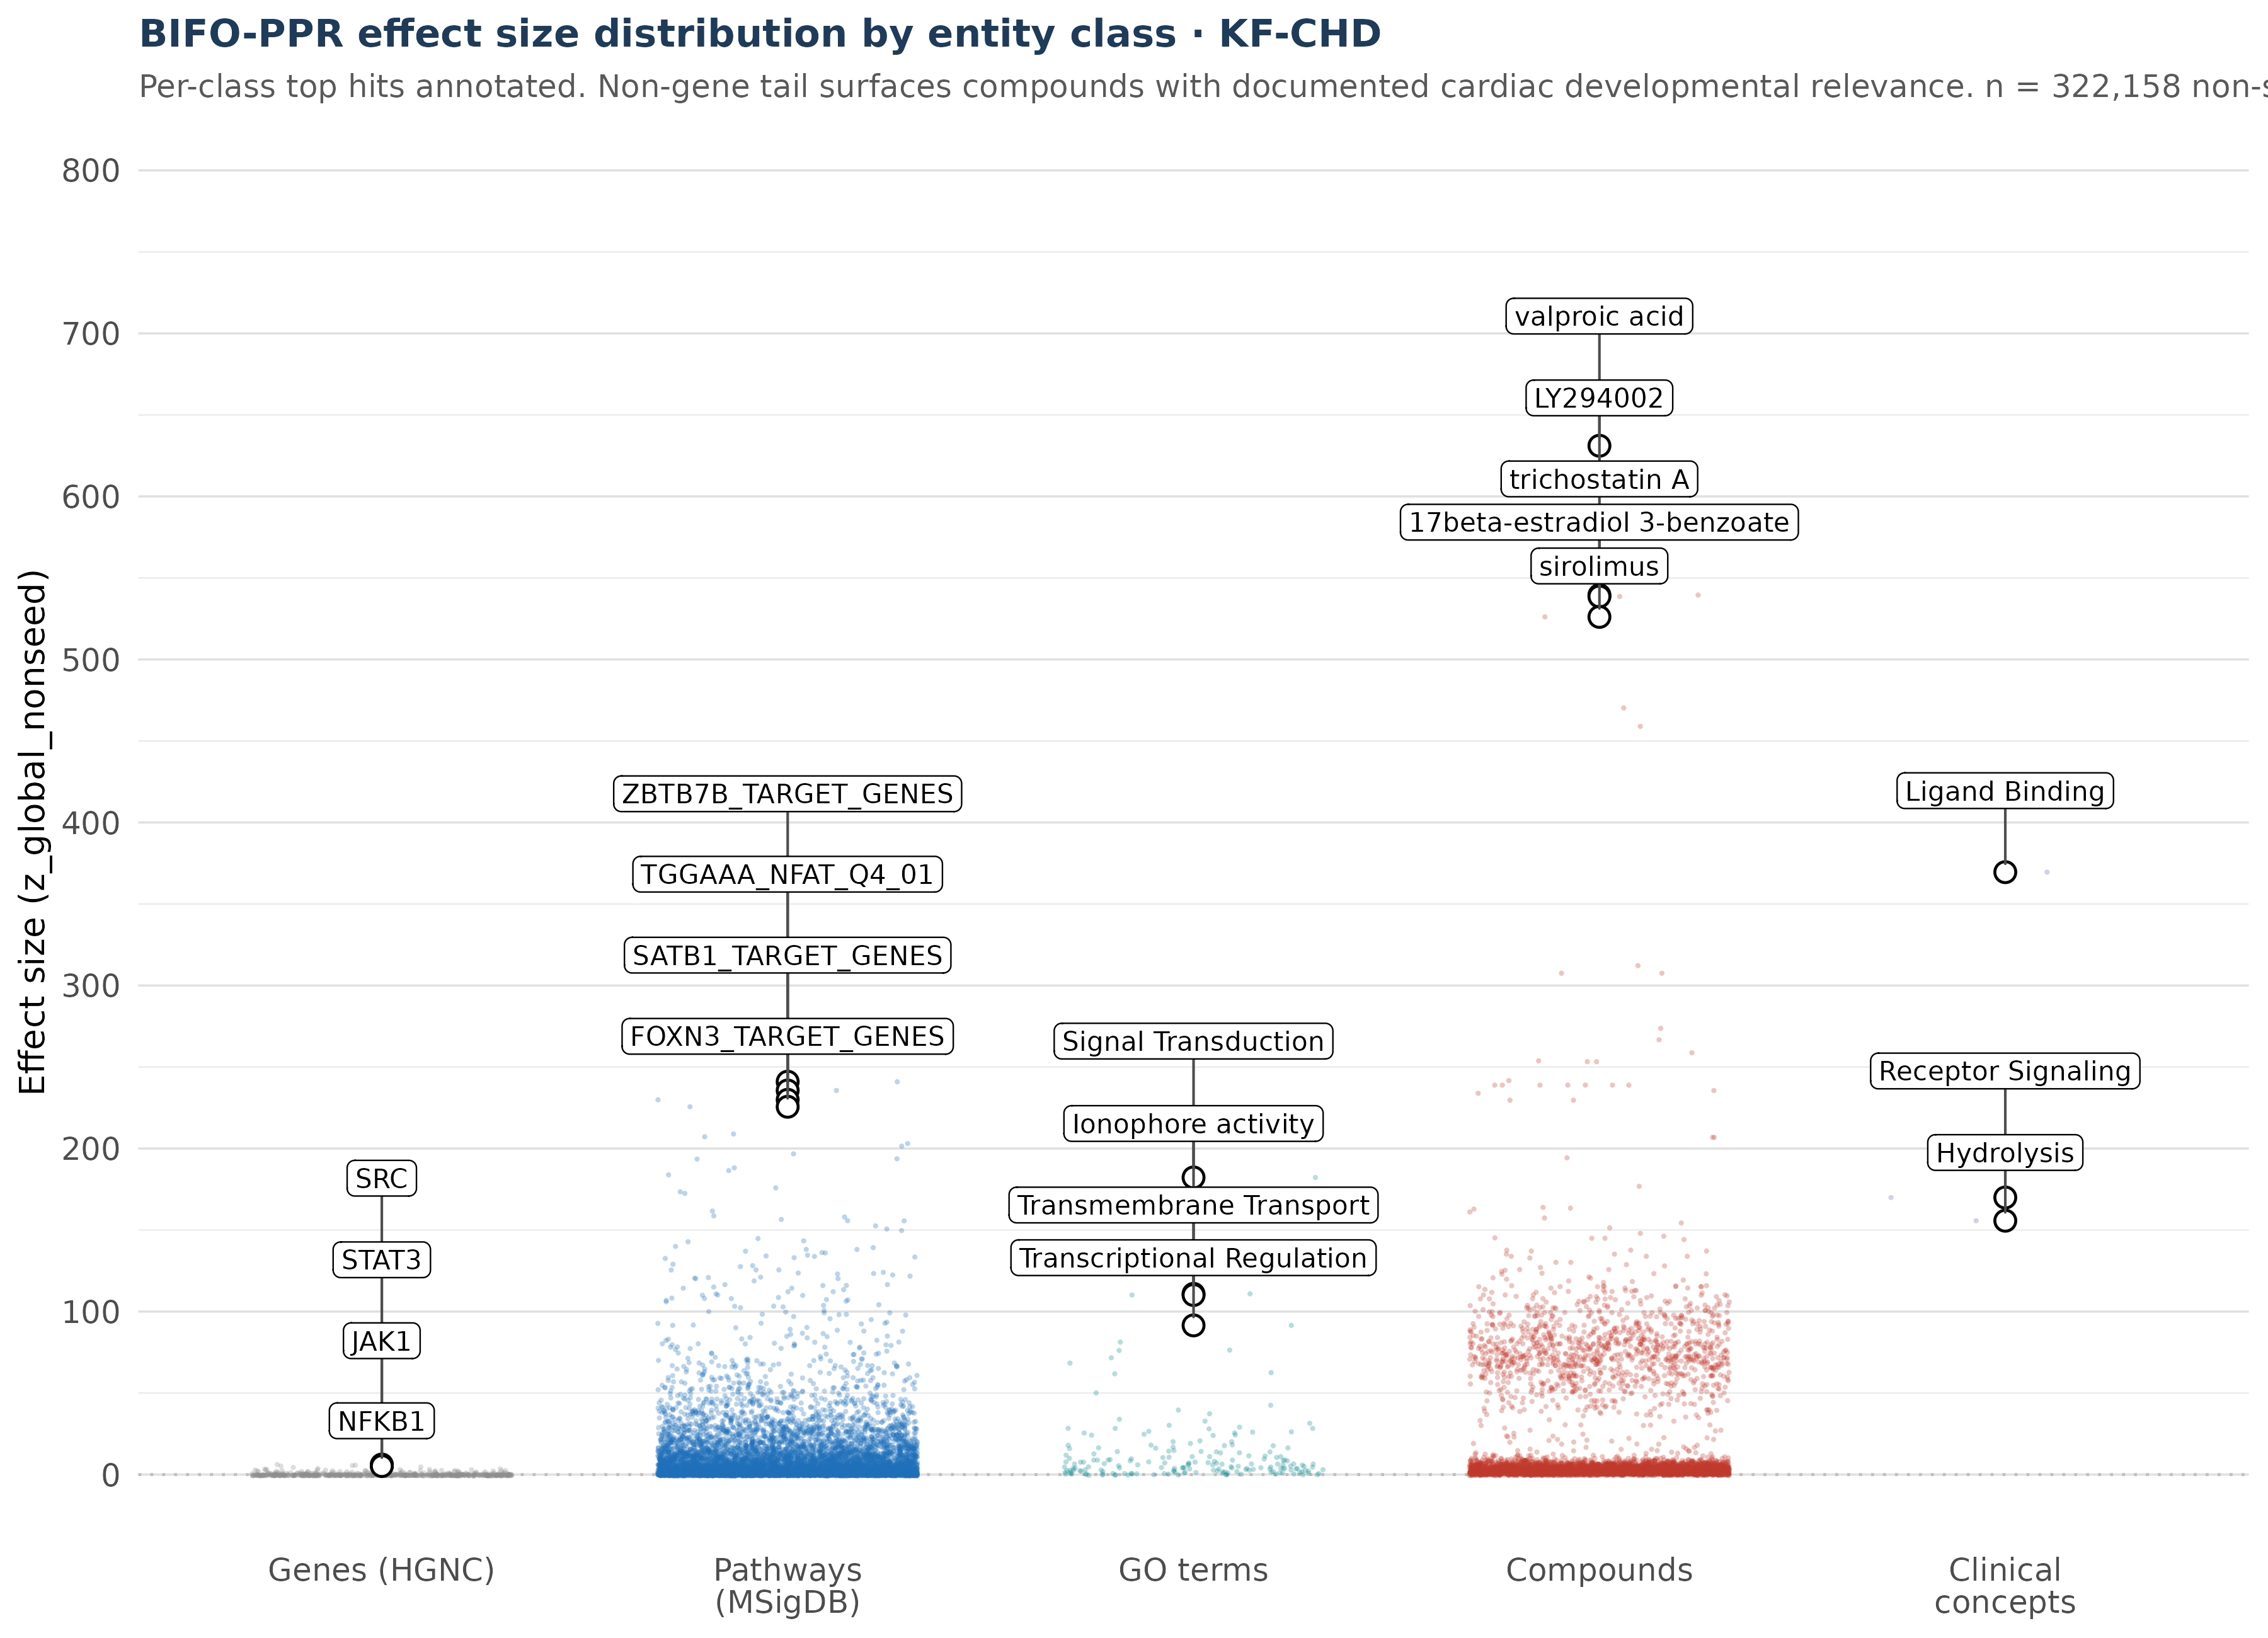 BIFO-PPR effect size distribution by entity class · KF-CHD
Per-class top hits annotated. Non-gene tail surfaces compounds with documented cardiac developmental relevance. n = 322,158 non-s
Effect size (z_global_nonseed)
800
700
600
500
400
300
200
100
0
SRC
STAT3
JAK1
NFKB1
ZBTB7B_TARGET_GENES
TGGAAA_NFAT_Q4_01
SATB1_TARGET_GENES
FOXN3_TARGET_GENES
Signal Transduction
Ionophore activity
Transmembrane Transport
Transcriptional Regulation
valproic acid
LY294002
trichostatin A
17beta-estradiol 3-benzoate
sirolimus
Ligand Binding
Receptor Signaling
Hydrolysis
Genes (HGNC)
Pathways
(MSigDB)
GO terms
Compounds
Clinical
concepts